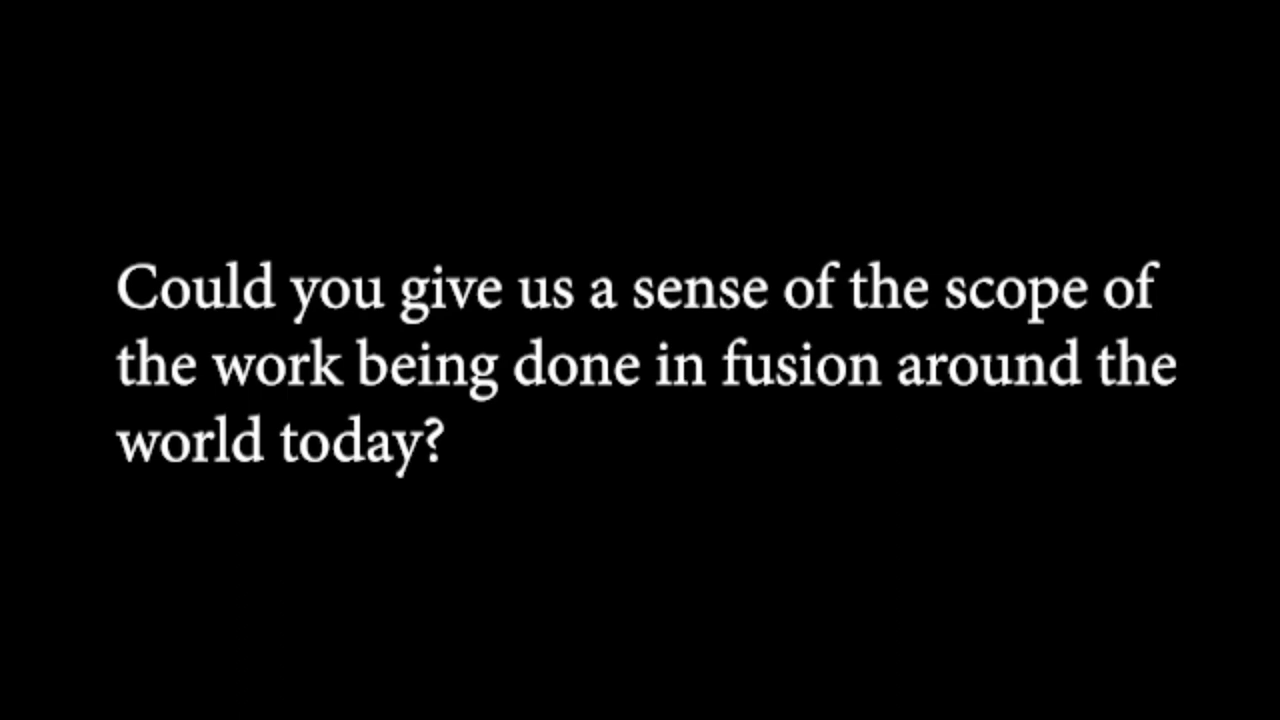 Could you give us a sense of the scope of
the work being done in fusion around the
world today?